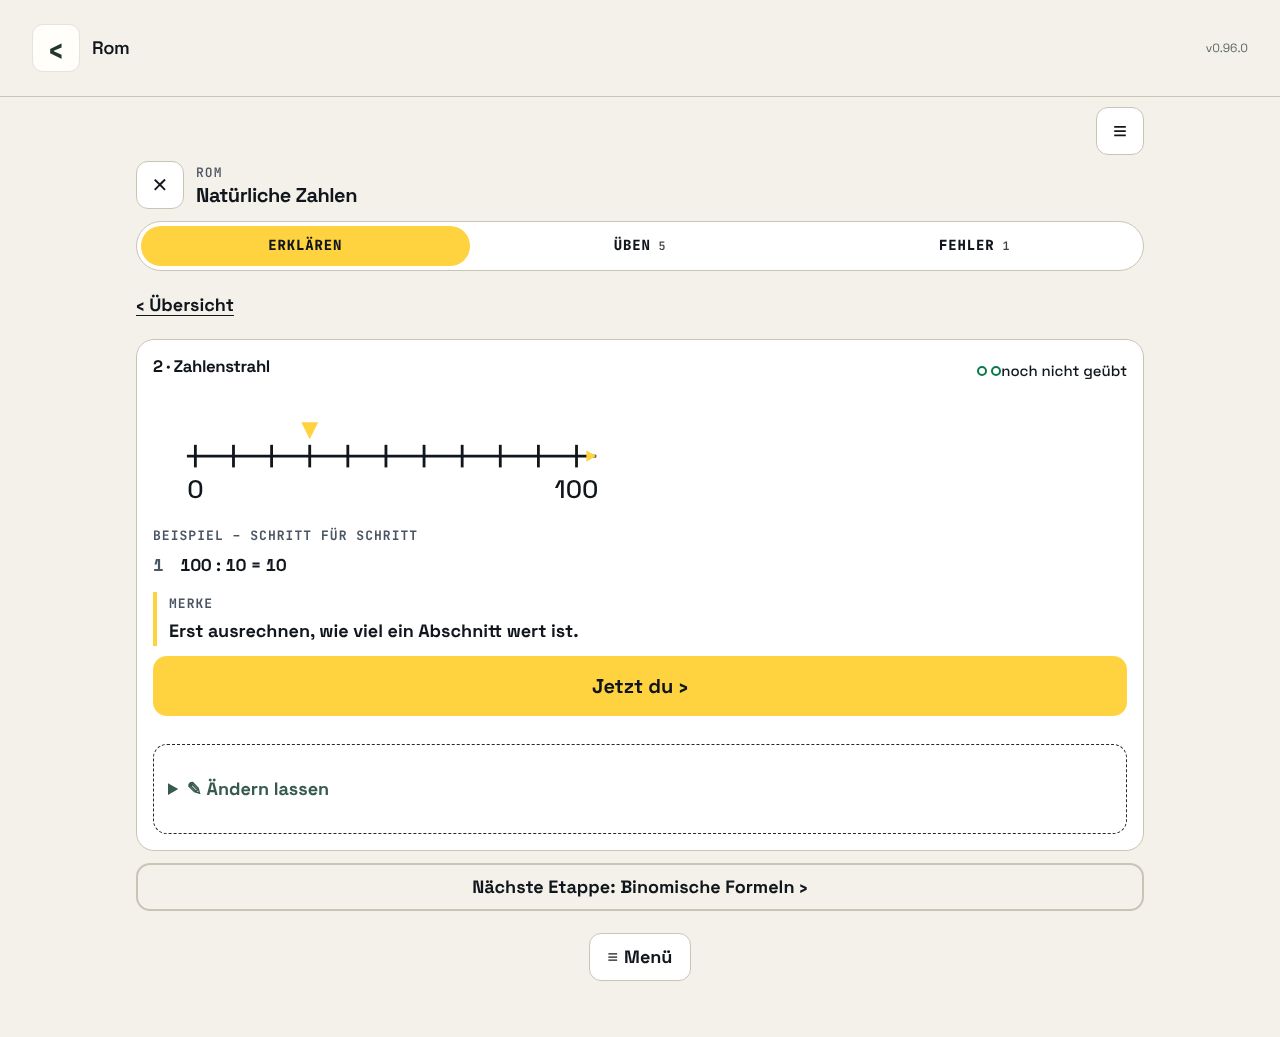 < Rom
v0.96.0
≡
✕
ROM
Natürliche Zahlen
ERKLÄREN
ÜBEN 5
FEHLER 1
< Übersicht
2 · Zahlenstrahl
noch nicht geübt
0
100
BEISPIEL – SCHRITT FÜR SCHRITT
1 100 : 10 = 10
MERKE
Erst ausrechnen, wie viel ein Abschnitt wert ist.
Jetzt du >
▶ ✎ Ändern lassen
Nächste Etappe: Binomische Formeln >
≡ Menü